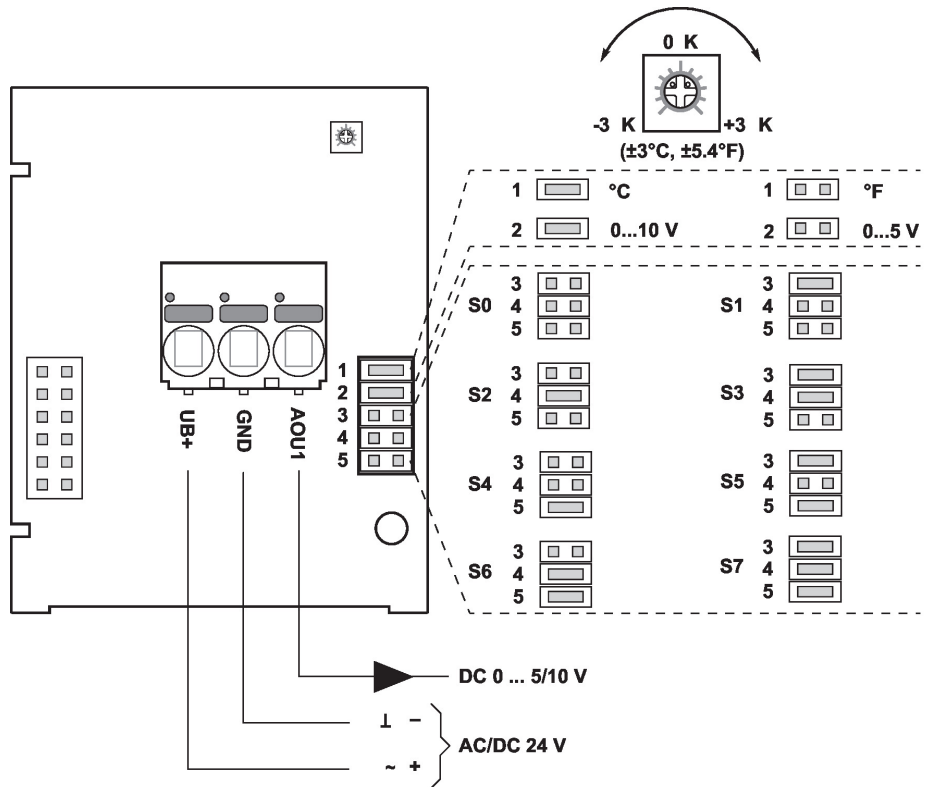 0 K
-3 K +3 K
(±3°C, ±5.4°F)
1 °C 1 °F
2 0...10 V 2 0...5 V
S0 3 4 5
S1 3 4 5
S2 3 4 5
S3 3 4 5
S4 3 4 5
S5 3 4 5
S6 3 4 5
S7 3 4 5
1
2
3
4
5
UB+
GND
AOU1
DC 0 ... 5/10 V
⊥ −
AC/DC 24 V
~ +